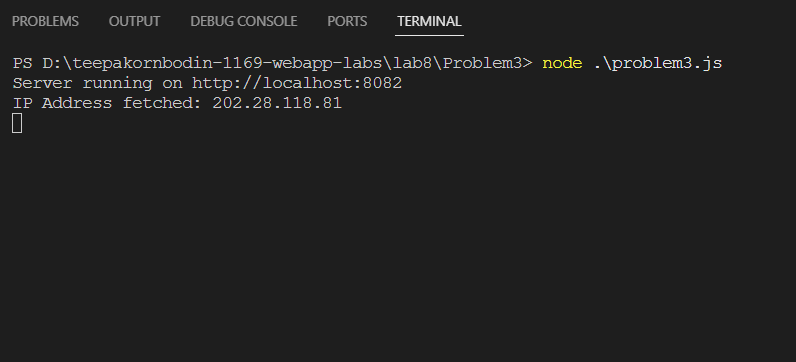 PROBLEMS OUTPUT DEBUG CONSOLE PORTS TERMINAL
PS D:\teepakornbodin-1169-webapp-labs\lab8\Problem3> node .\problem3.js
Server running on http://localhost:8082
IP Address fetched: 202.28.118.81